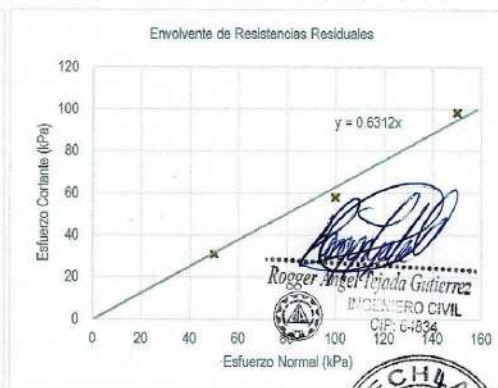 Envolvente de Resistencias Residuales
Esfuerzo Cortante (kPa)
120
100
80
60
40
20
0
y = 0.6312x
0 20 40 60 80 100 120 140 160
Esfuerzo Normal (kPa)
Rogger Angel Tejada Gutierrez
INGENIERO CIVIL
CIP: